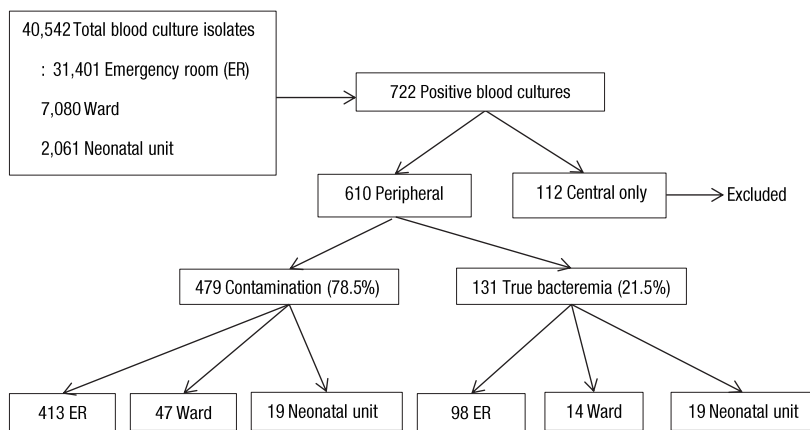 40,542 Total blood culture isolates
: 31,401 Emergency room (ER)
7,080 Ward
2,061 Neonatal unit
722 Positive blood cultures
610 Peripheral
112 Central only
Excluded
479 Contamination (78.5%)
131 True bacteremia (21.5%)
413 ER
47 Ward
19 Neonatal unit
98 ER
14 Ward
19 Neonatal unit